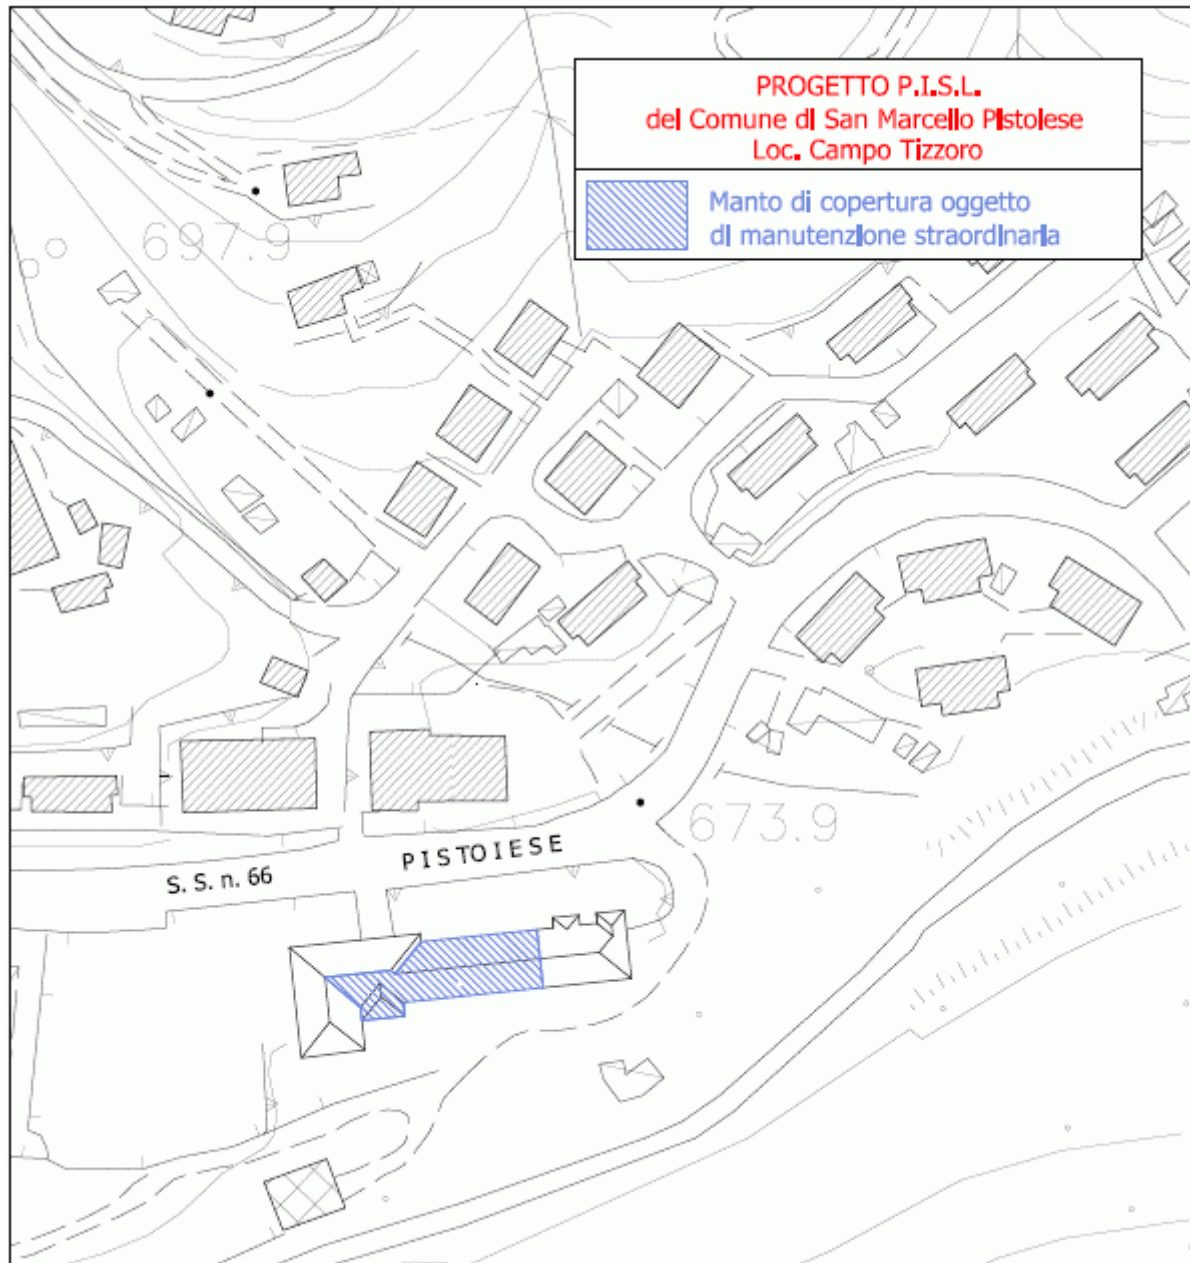 PROGETTO P.I.S.L.
del Comune di San Marcello Pistolese
Loc. Campo Tizzoro
Manto di copertura oggetto
di manutenzione straordinaria
697.9
673.9
PISTOIESE
S. S. n. 66